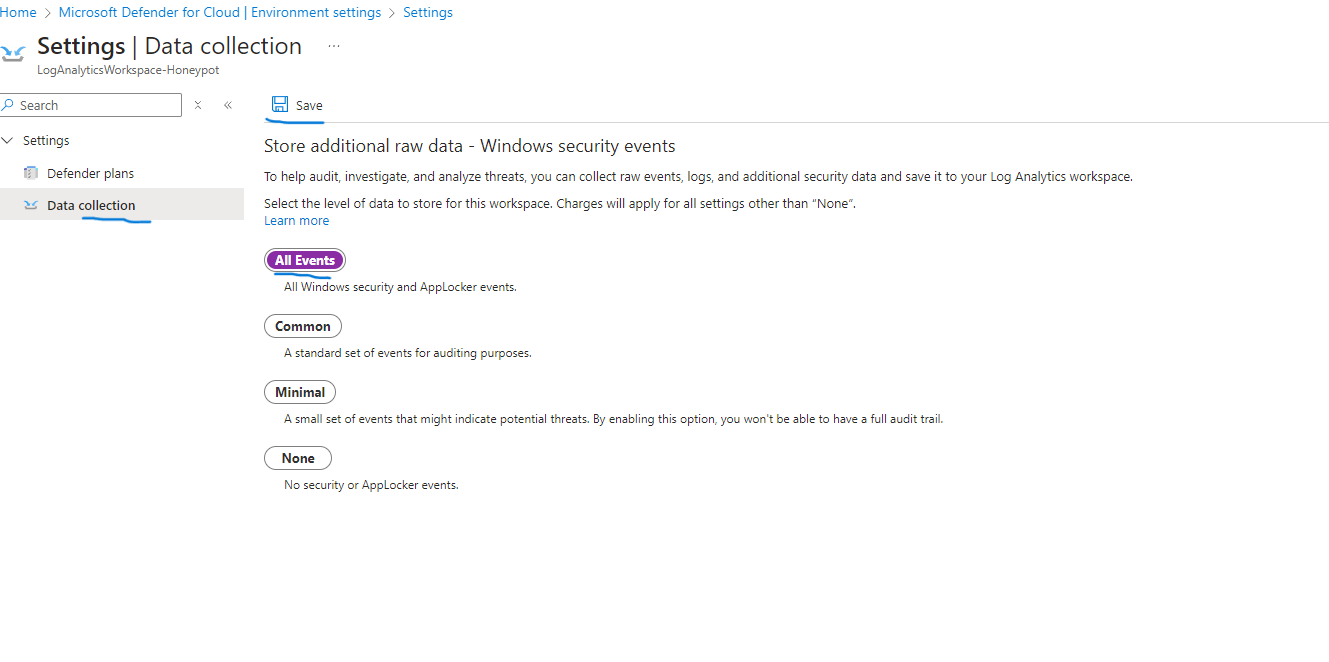 Home > Microsoft Defender for Cloud | Environment settings > Settings
Settings | Data collection ...
LogAnalyticsWorkspace-Honeypot
Search
Save
Settings
Defender plans
Data collection
Store additional raw data - Windows security events
To help audit, investigate, and analyze threats, you can collect raw events, logs, and additional security data and save it to your Log Analytics workspace.
Select the level of data to store for this workspace. Charges will apply for all settings other than “None”.
Learn more
All Events
All Windows security and AppLocker events.
Common
A standard set of events for auditing purposes.
Minimal
A small set of events that might indicate potential threats. By enabling this option, you won't be able to have a full audit trail.
None
No security or AppLocker events.